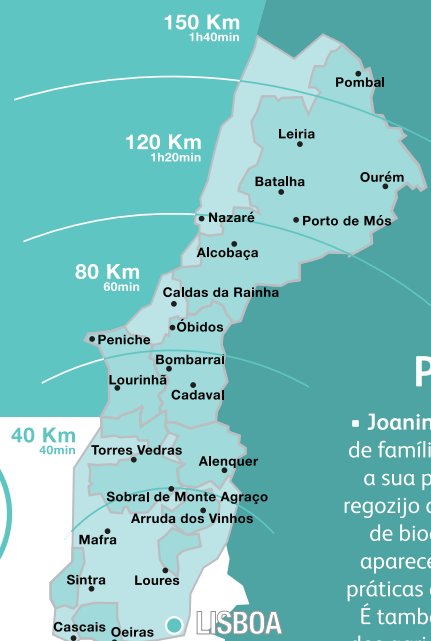 150 Km
1h40min
Pombal
Leiria
120 Km
1h20min
Batalha
Ourém
Nazaré
Porto de Mós
Alcobaça
80 Km
60min
Caldas da Rainha
Óbidos
Peniche
Bombarral
Lourinhã
Cadaval
40 Km
40min
Torres Vedras
Alenquer
Sobral de Monte Agraço
Arruda dos Vinhos
Mafra
Sintra
Loures
Cascais
Oeiras
LISBOA
P
▪ Joanin
de famíli
a sua p
regozijo
de bio
aparece
práticas
É també